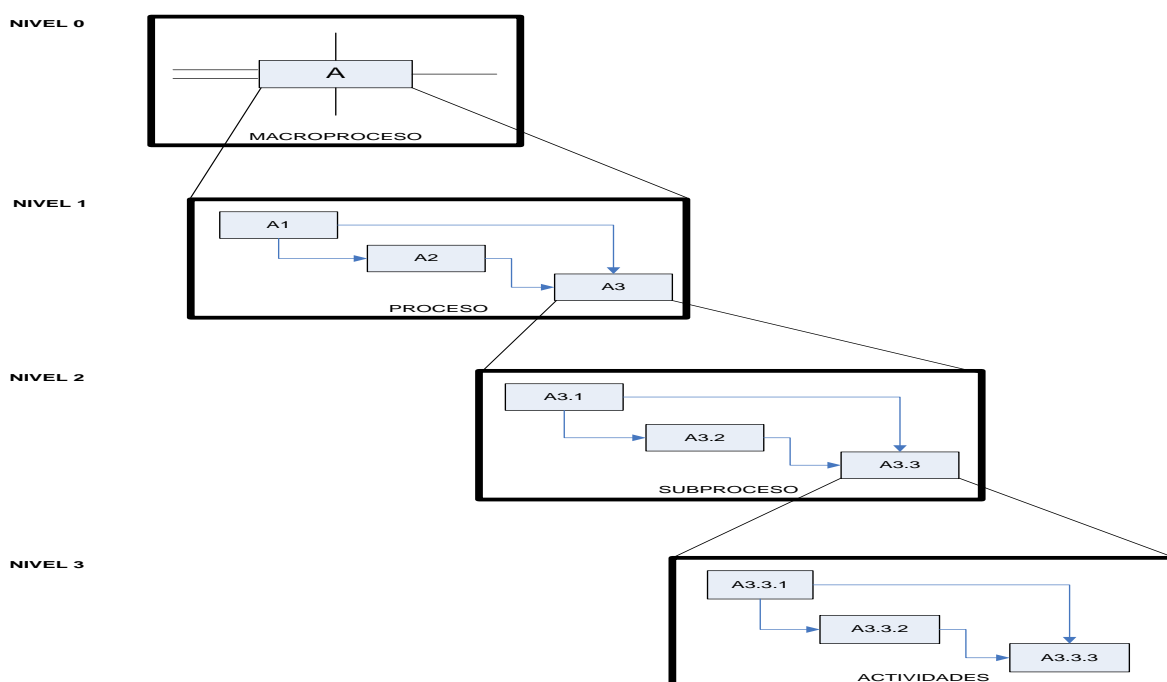 NIVEL 0
A
MACROPROCESO
NIVEL 1
A1
A2
A3
PROCESO
NIVEL 2
A3.1
A3.2
A3.3
SUBPROCESO
NIVEL 3
A3.3.1
A3.3.2
A3.3.3
ACTIVIDADES